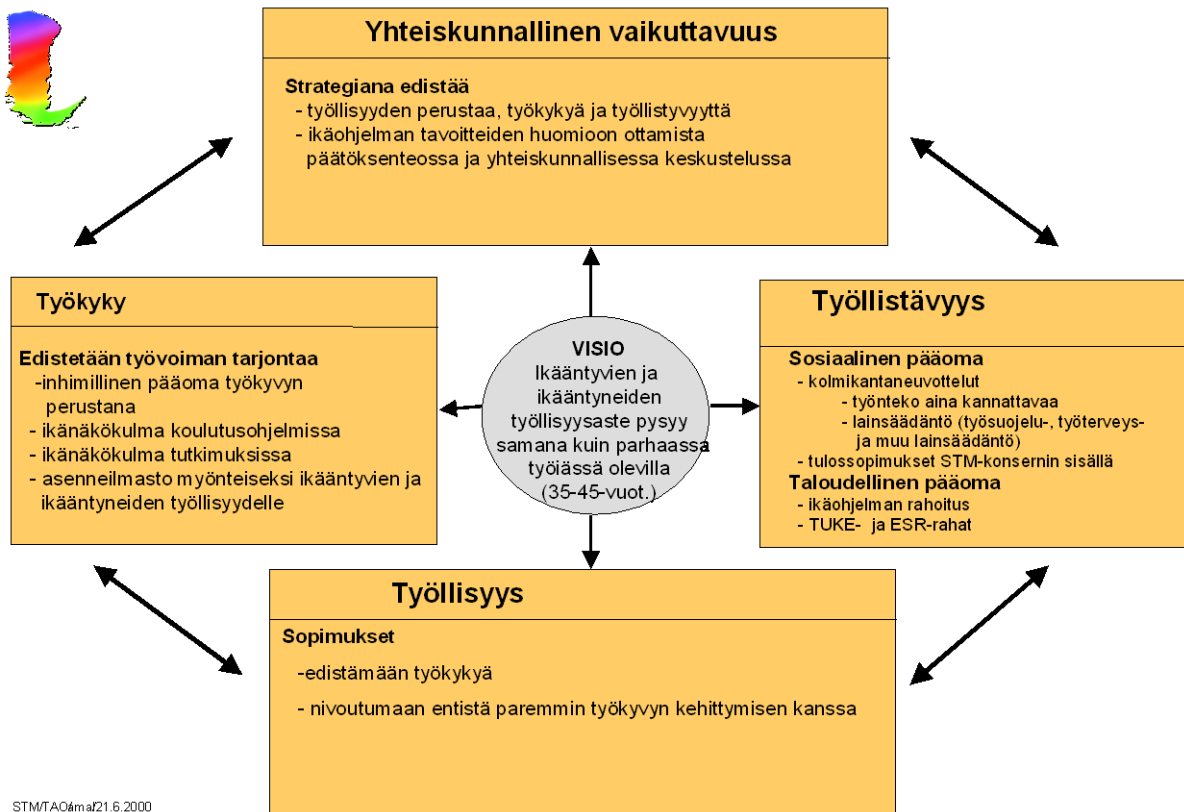 Yhteiskunnallinen vaikuttavuus
Strategiana edistää
- työllisyyden perustaa, työkykyä ja työllistyvyyttä
- ikäohjelman tavoitteiden huomioon ottamista
päätöksenteossa ja yhteiskunnallisessa keskustelussa
Työkyky
Edistetään työvoiman tarjontaa
-inhimillinen pääoma työkyvyn
perustana
- ikänäkökulma koulutusohjelmissa
- ikänäkökulma tutkimuksissa
- asenneilmasto myönteiseksi ikääntyvien ja
ikääntyneiden työllisyydelle
VISIO
Ikääntyvien ja
ikääntyneiden
työllisyysaste pysyy
samana kuin parhaassa
työiässä olevilla
(35-45-vuot.)
Työllistävyys
Sosiaalinen pääoma
- kolmikantaneuvottelut
- työnteko aina kannattavaa
- lainsäädäntö (työsuojelu-, työterveys-
ja muu lainsäädäntö)
- tulossopimukset STM-konsernin sisällä
Taloudellinen pääoma
- ikäohjelman rahoitus
- TUKE- ja ESR-rahat
Työllisyys
Sopimukset
-edistämään työkykyä
- nivoutumaan entistä paremmin työkyvyn kehittymisen kanssa
21.6.2000